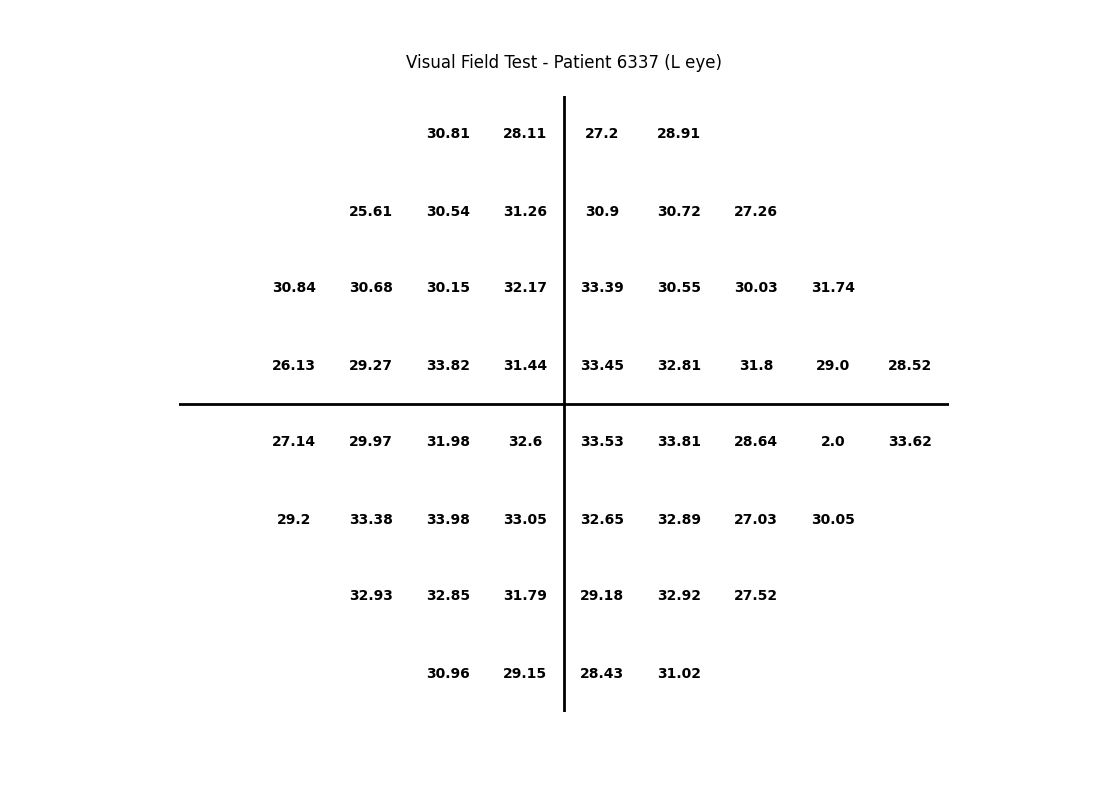 Visual Field Test - Patient 6337 (L eye)
30.81 28.11 27.2 28.91
25.61 30.54 31.26 30.9 30.72 27.26
30.84 30.68 30.15 32.17 33.39 30.55 30.03 31.74
26.13 29.27 33.82 31.44 33.45 32.81 31.8 29.0 28.52
27.14 29.97 31.98 32.6 33.53 33.81 28.64 2.0 33.62
29.2 33.38 33.98 33.05 32.65 32.89 27.03 30.05
32.93 32.85 31.79 29.18 32.92 27.52
30.96 29.15 28.43 31.02